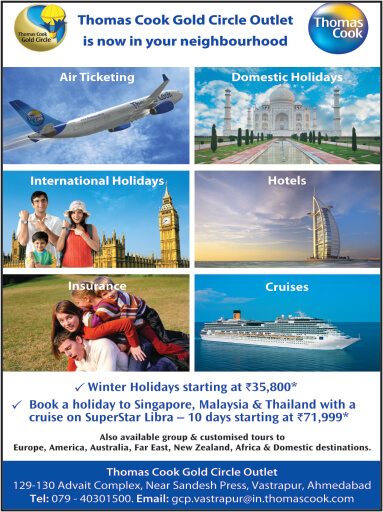 Thomas Cook
Gold Circle
Thomas Cook Gold Circle Outlet
is now in your neighbourhood
Thomas
Cook
Air Ticketing
Domestic Holidays
International Holidays
Hotels
Insurance
Cruises
✓ Winter Holidays starting at ₹35,800*
✓ Book a holiday to Singapore, Malaysia & Thailand with a
cruise on SuperStar Libra – 10 days starting at ₹71,999*
Also available group & customised tours to
Europe, America, Australia, Far East, New Zealand, Africa & Domestic destinations.
Thomas Cook Gold Circle Outlet
129-130 Advait Complex, Near Sandesh Press, Vastrapur, Ahmedabad
Tel: 079 - 40301500. Email: gcp.vastrapur@in.thomascook.com